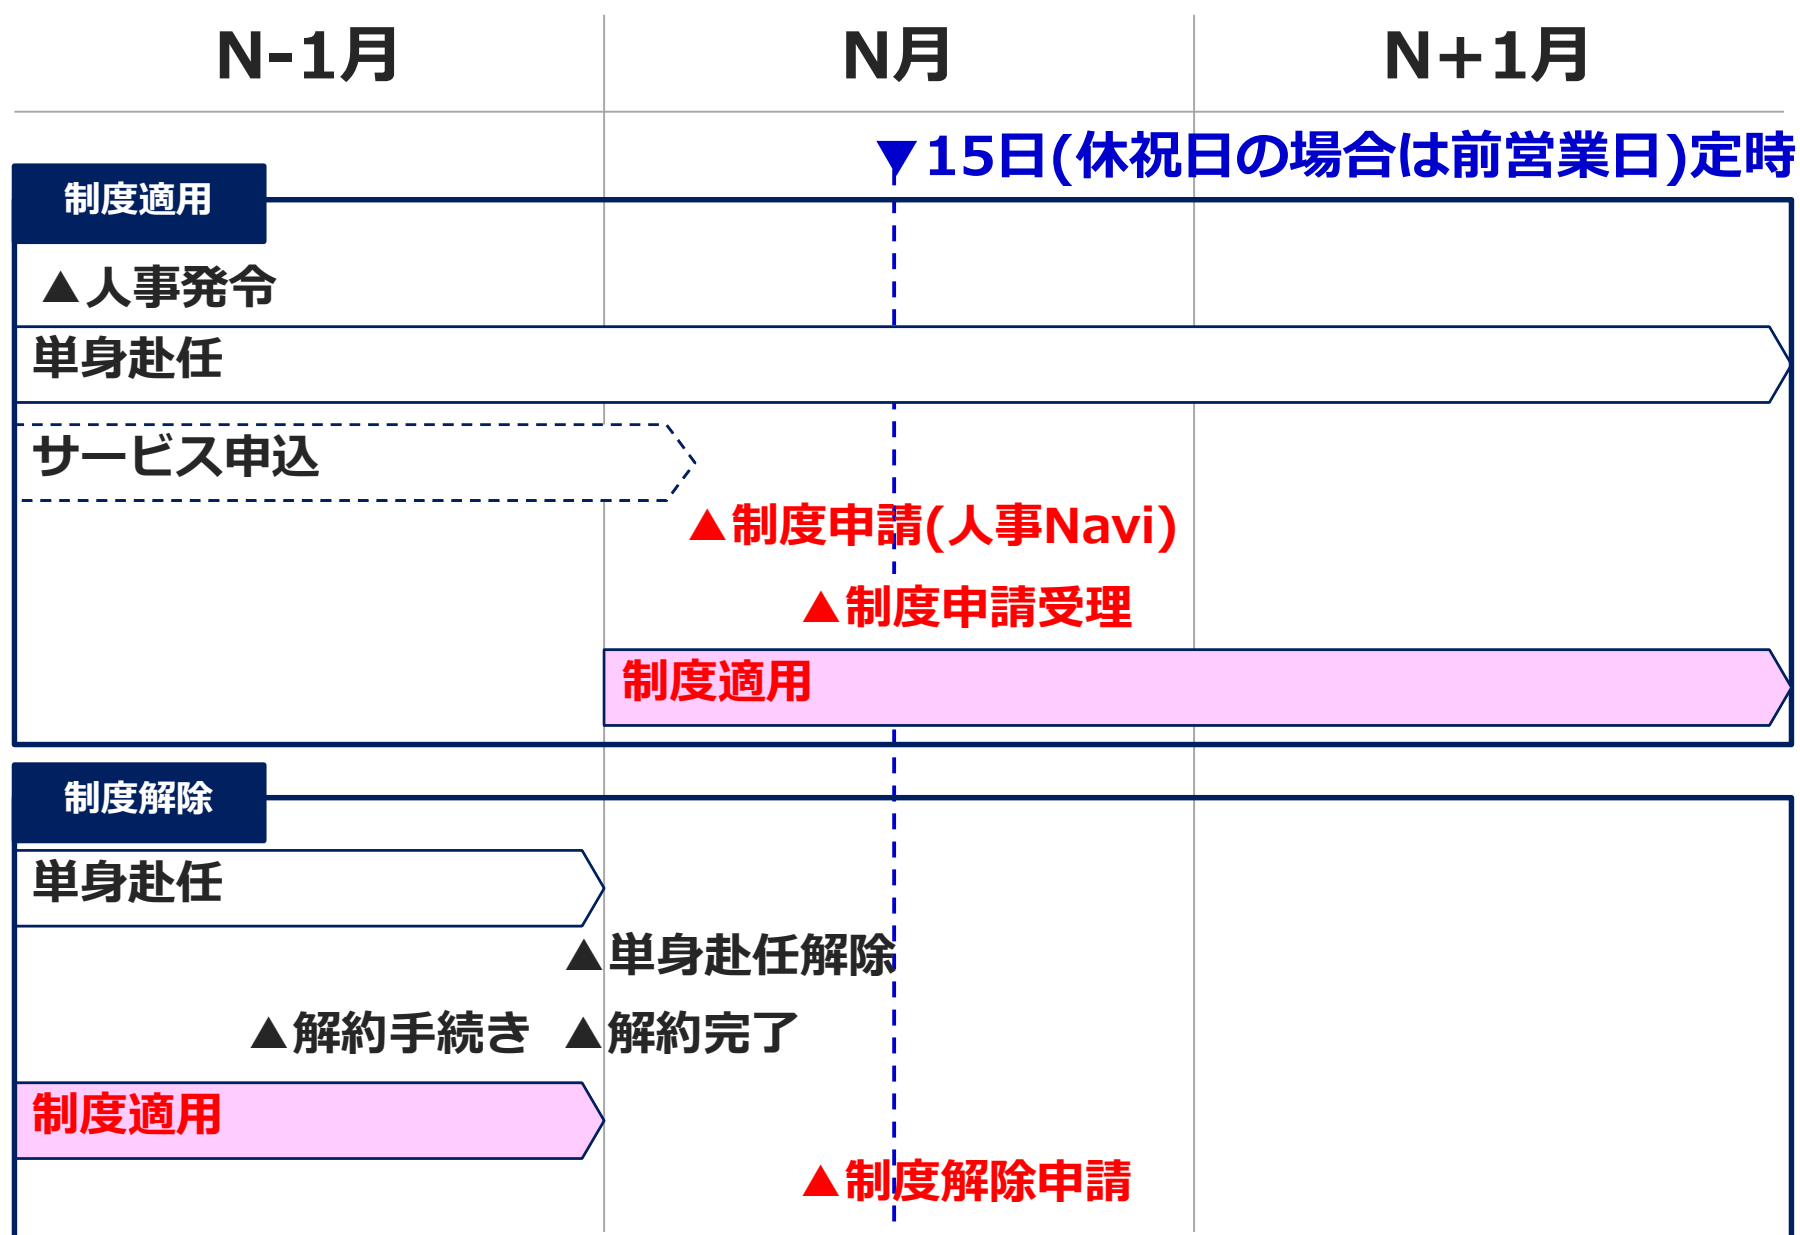 N-1月
N月
N+1月
▼15日(休祝日の場合は前営業日)定時
制度適用
▲人事発令
単身赴任
サービス申込
▲制度申請(人事Navi)
▲制度申請受理
制度適用
制度解除
単身赴任
▲単身赴任解除
▲解約手続き
▲解約完了
制度適用
▲制度解除申請